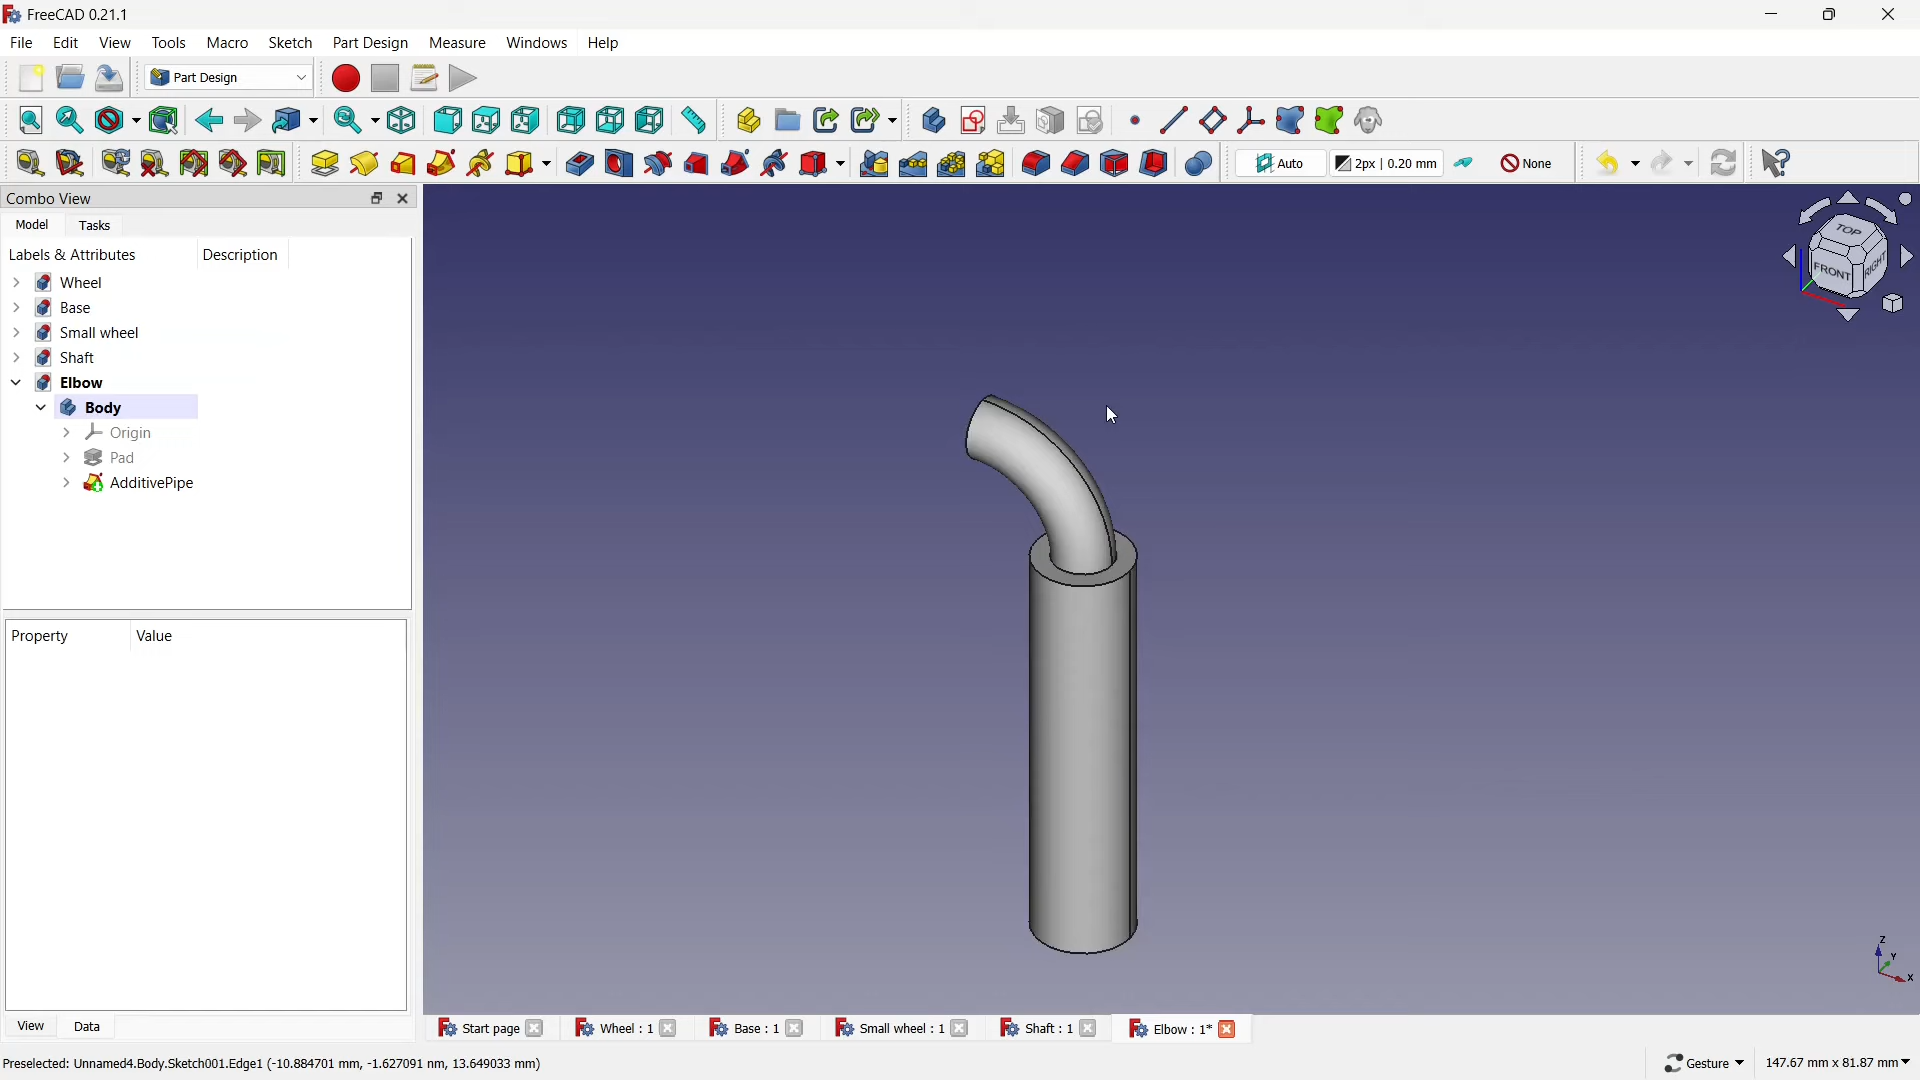 FreeCAD 0.21.1
File Edit View Tools Macro Sketch Part Design Measure Windows Help
Part Design
Auto 2px | 0.20 mm None
Combo View
Model Tasks
Labels & Attributes Description
Wheel
Base
Small wheel
Shaft
Elbow
Body
Origin
Pad
AdditivePipe
TOP
FRONT RIGHT
Property Value
Z
Y
X
View Data
Start page Wheel : 1 Base : 1 Small wheel : 1 Shaft : 1 Elbow : 1*
Preselected: Unnamed4.Body.Sketch001.Edge1 (-10.884701 mm, -1.627091 nm, 13.649033 mm) Gesture 147.67 mm x 81.87 mm